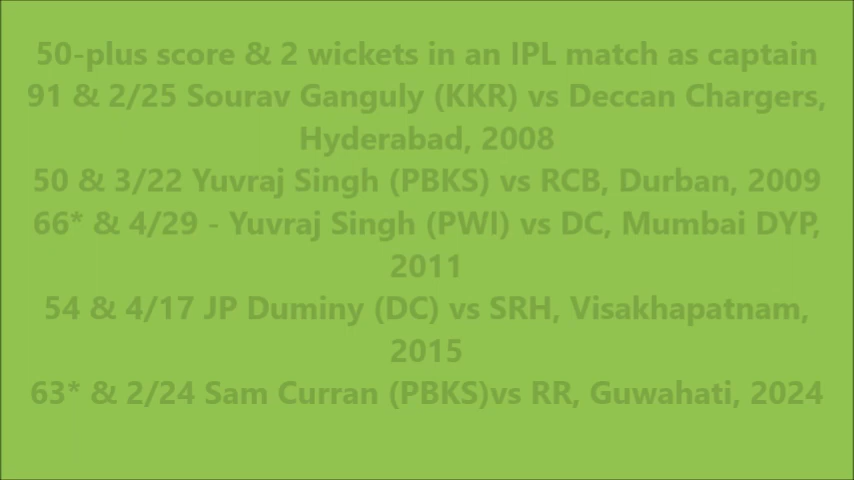 50-plus score & 2 wickets in an IPL match as captain
91 & 2/25 Sourav Ganguly (KKR) vs Deccan Chargers,
Hyderabad, 2008
50 & 3/22 Yuvraj Singh (PBKS) vs RCB, Durban, 2009
66* & 4/29 - Yuvraj Singh (PWI) vs DC, Mumbai DYP,
2011
54 & 4/17 JP Duminy (DC) vs SRH, Visakhapatnam,
2015
63* & 2/24 Sam Curran (PBKS)vs RR, Guwahati, 2024